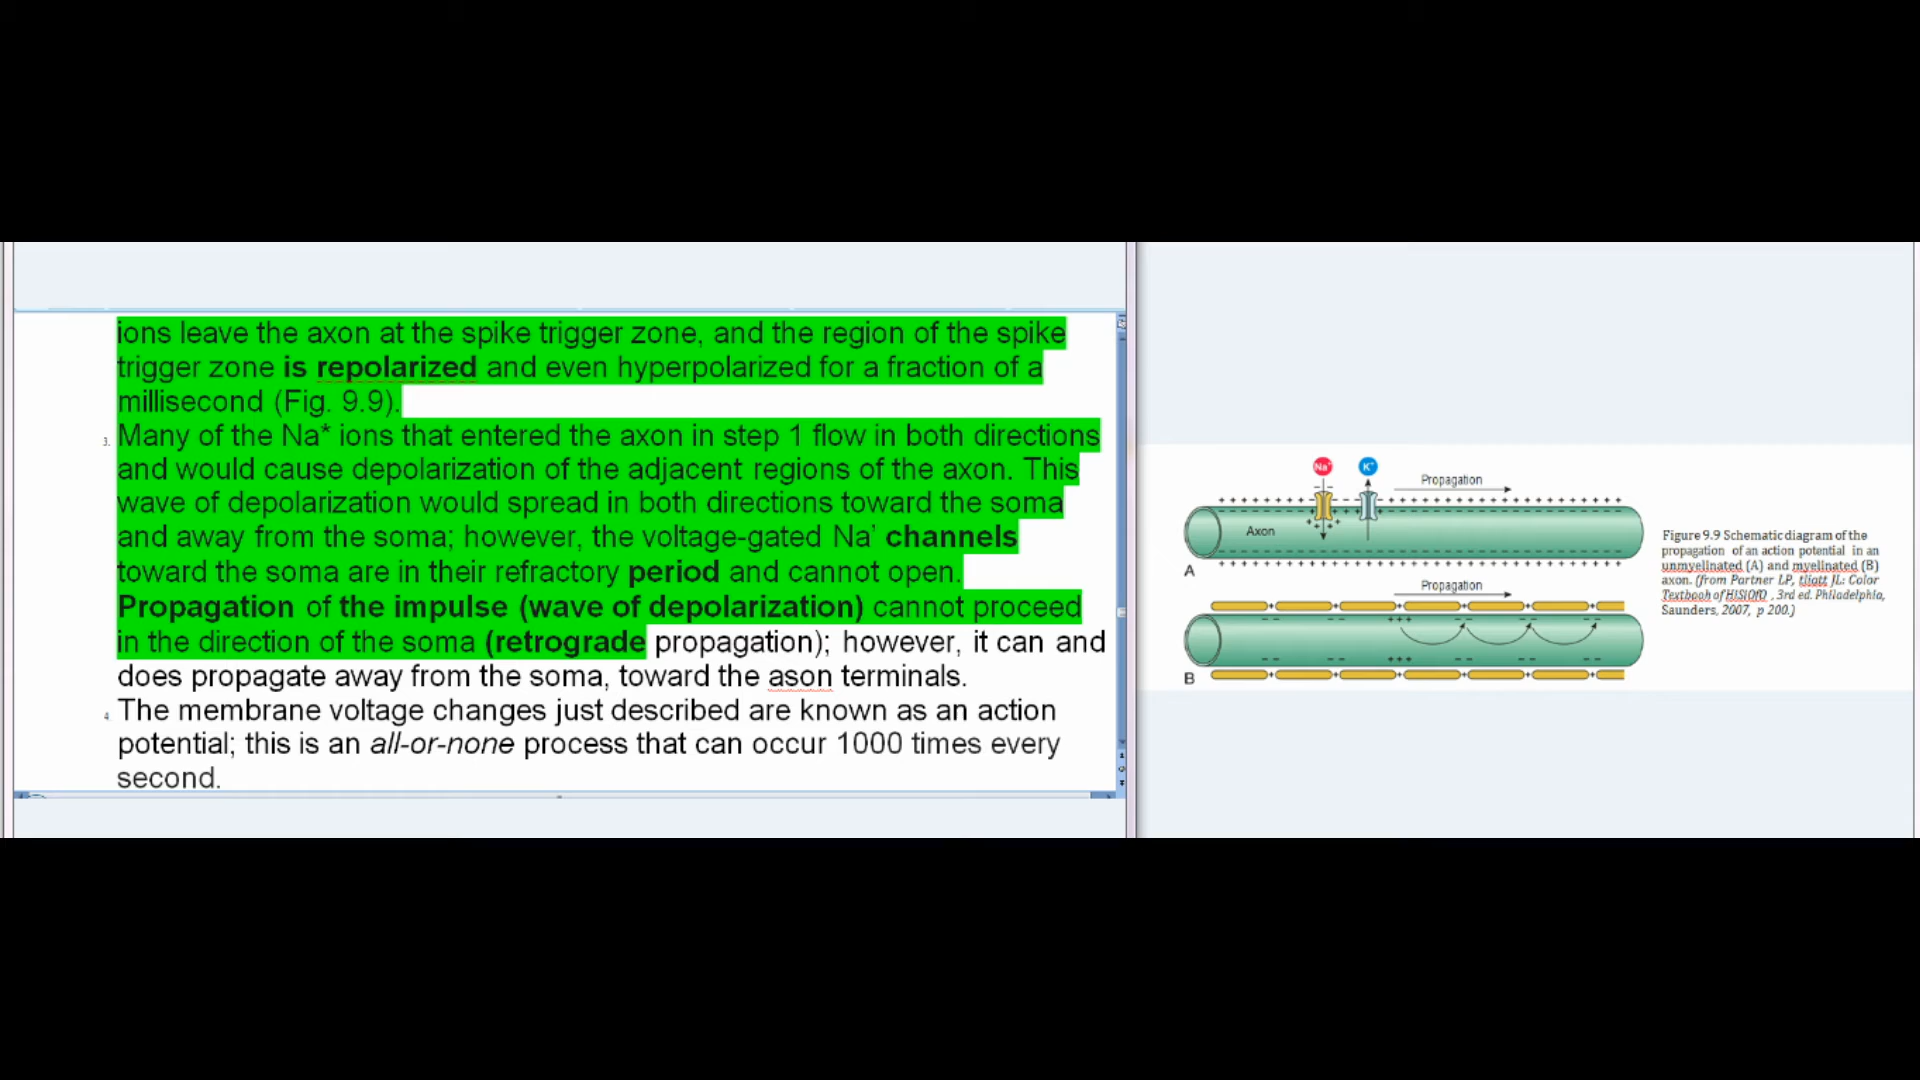 ions leave the axon at the spike trigger zone, and the region of the spike
trigger zone is repolarized and even hyperpolarized for a fraction of a
millisecond (Fig. 9.9).
3. Many of the Na* ions that entered the axon in step 1 flow in both directions
and would cause depolarization of the adjacent regions of the axon. This
wave of depolarization would spread in both directions toward the soma
and away from the soma; however, the voltage-gated Na’ channels
toward the soma are in their refractory period and cannot open.
Propagation of the impulse (wave of depolarization) cannot proceed
in the direction of the soma (retrograde propagation); however, it can and
does propagate away from the soma, toward the ason terminals.
4. The membrane voltage changes just described are known as an action
potential; this is an all-or-none process that can occur 1000 times every
second.
Na⁺
K⁺
Propagation
Axon
A
Propagation
B
Figure 9.9 Schematic diagram of the
propagation of an action potential in an
(A) and (B)
axon. (from Partner LP, JL: Color
Textbook of , 3rd ed. Philadelphia,
Saunders, 2007, p 200.)